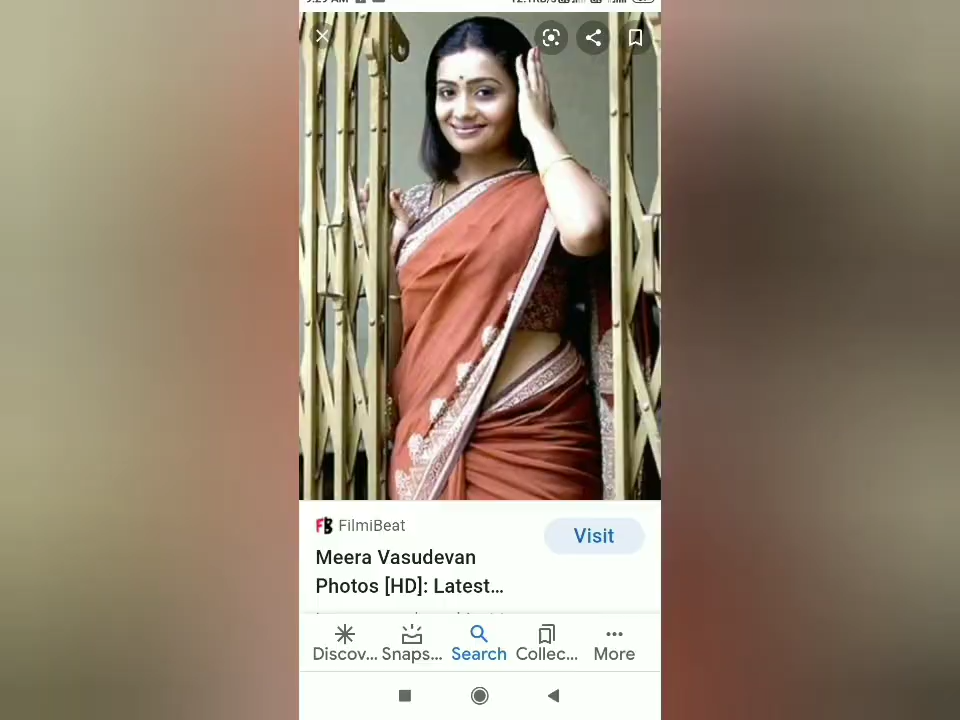 FilmiBeat
Visit
Meera Vasudevan
Photos [HD]: Latest...
Discov... Snaps... Search Collec... More